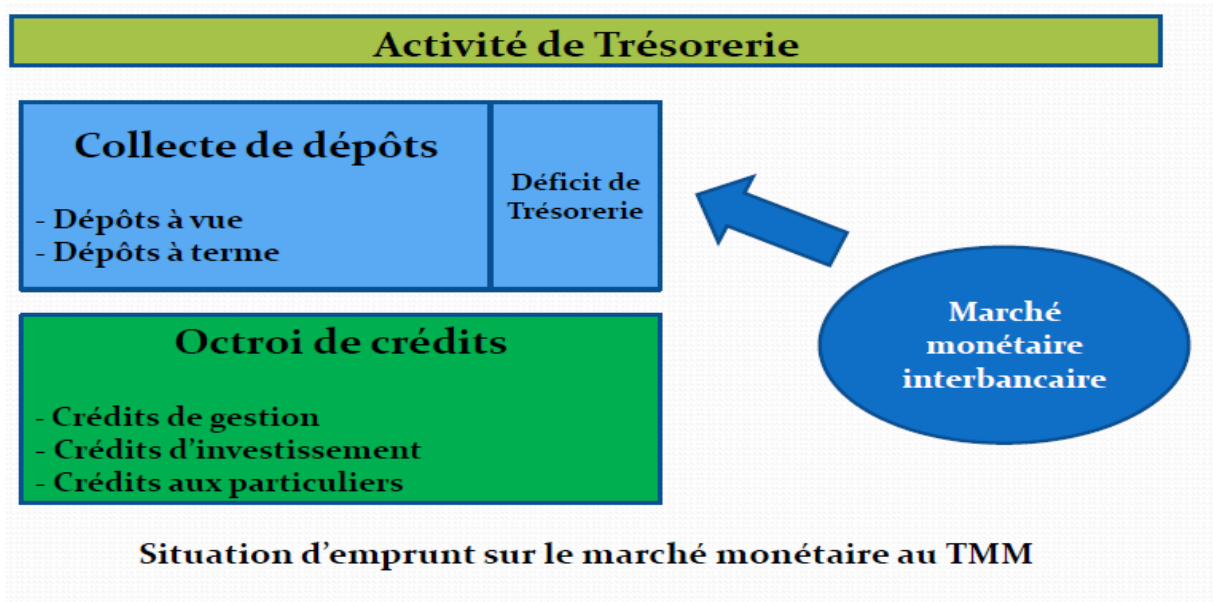 Activité de Trésorerie
Collecte de dépôts
- Dépôts à vue
- Dépôts à terme
Déficit de
Trésorerie
Marché
monétaire
interbancaire
Octroi de crédits
- Crédits de gestion
- Crédits d'investissement
- Crédits aux particuliers
Situation d'emprunt sur le marché monétaire au TMM